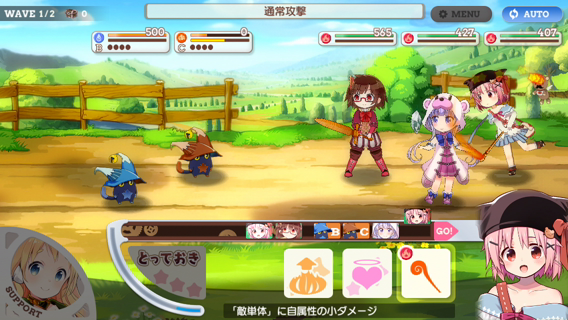 WAVE 1/2 0
通常攻撃
MENU
AUTO
500
B
0
C
565
427
407
B C GO!
とっておき
SUPPORT
「敵単体」に自属性の小ダメージ